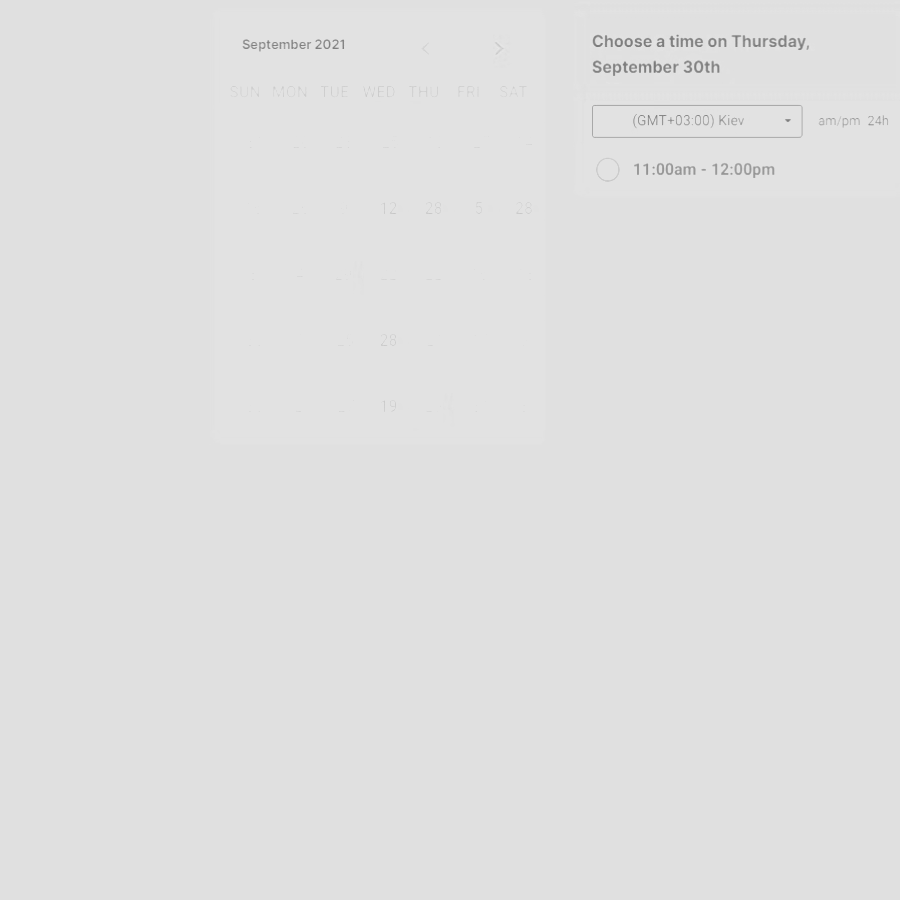 September 2021
SUN MON TUE WED THU FRI SAT
12 28 5 28
28
19
Choose a time on Thursday,
September 30th
(GMT+03:00) Kiev
am/pm 24h
11:00am - 12:00pm